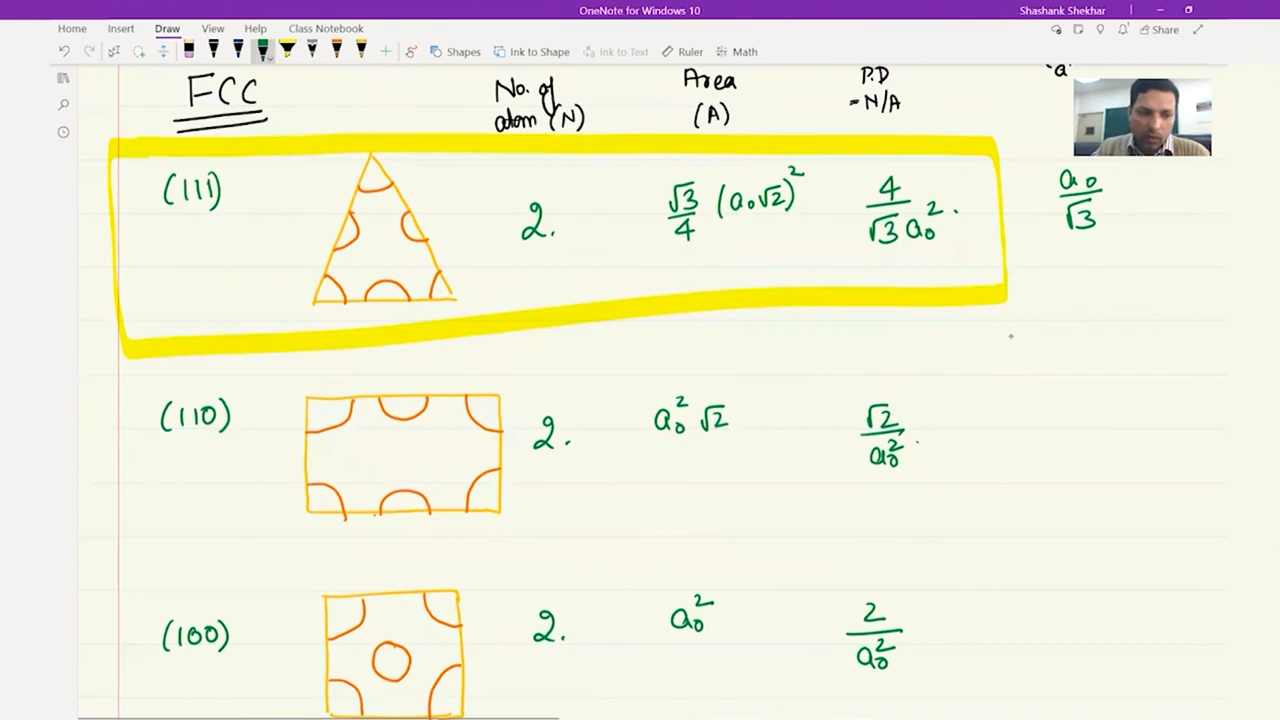 OneNote for Windows 10
Shashank Shekhar
Home Insert Draw View Help Class Notebook
Shapes Ink to Shape Ink to Text Ruler Math Share
FCC
No. of
atom (N)
Area
(A)
P.D
= N/A
"a"
(111) 2. √3/4 (a₀√2)² 4/√3a₀². a₀/√3
(110) 2. a₀²√2 √2/a₀².
(100) 2. a₀² 2/a₀²